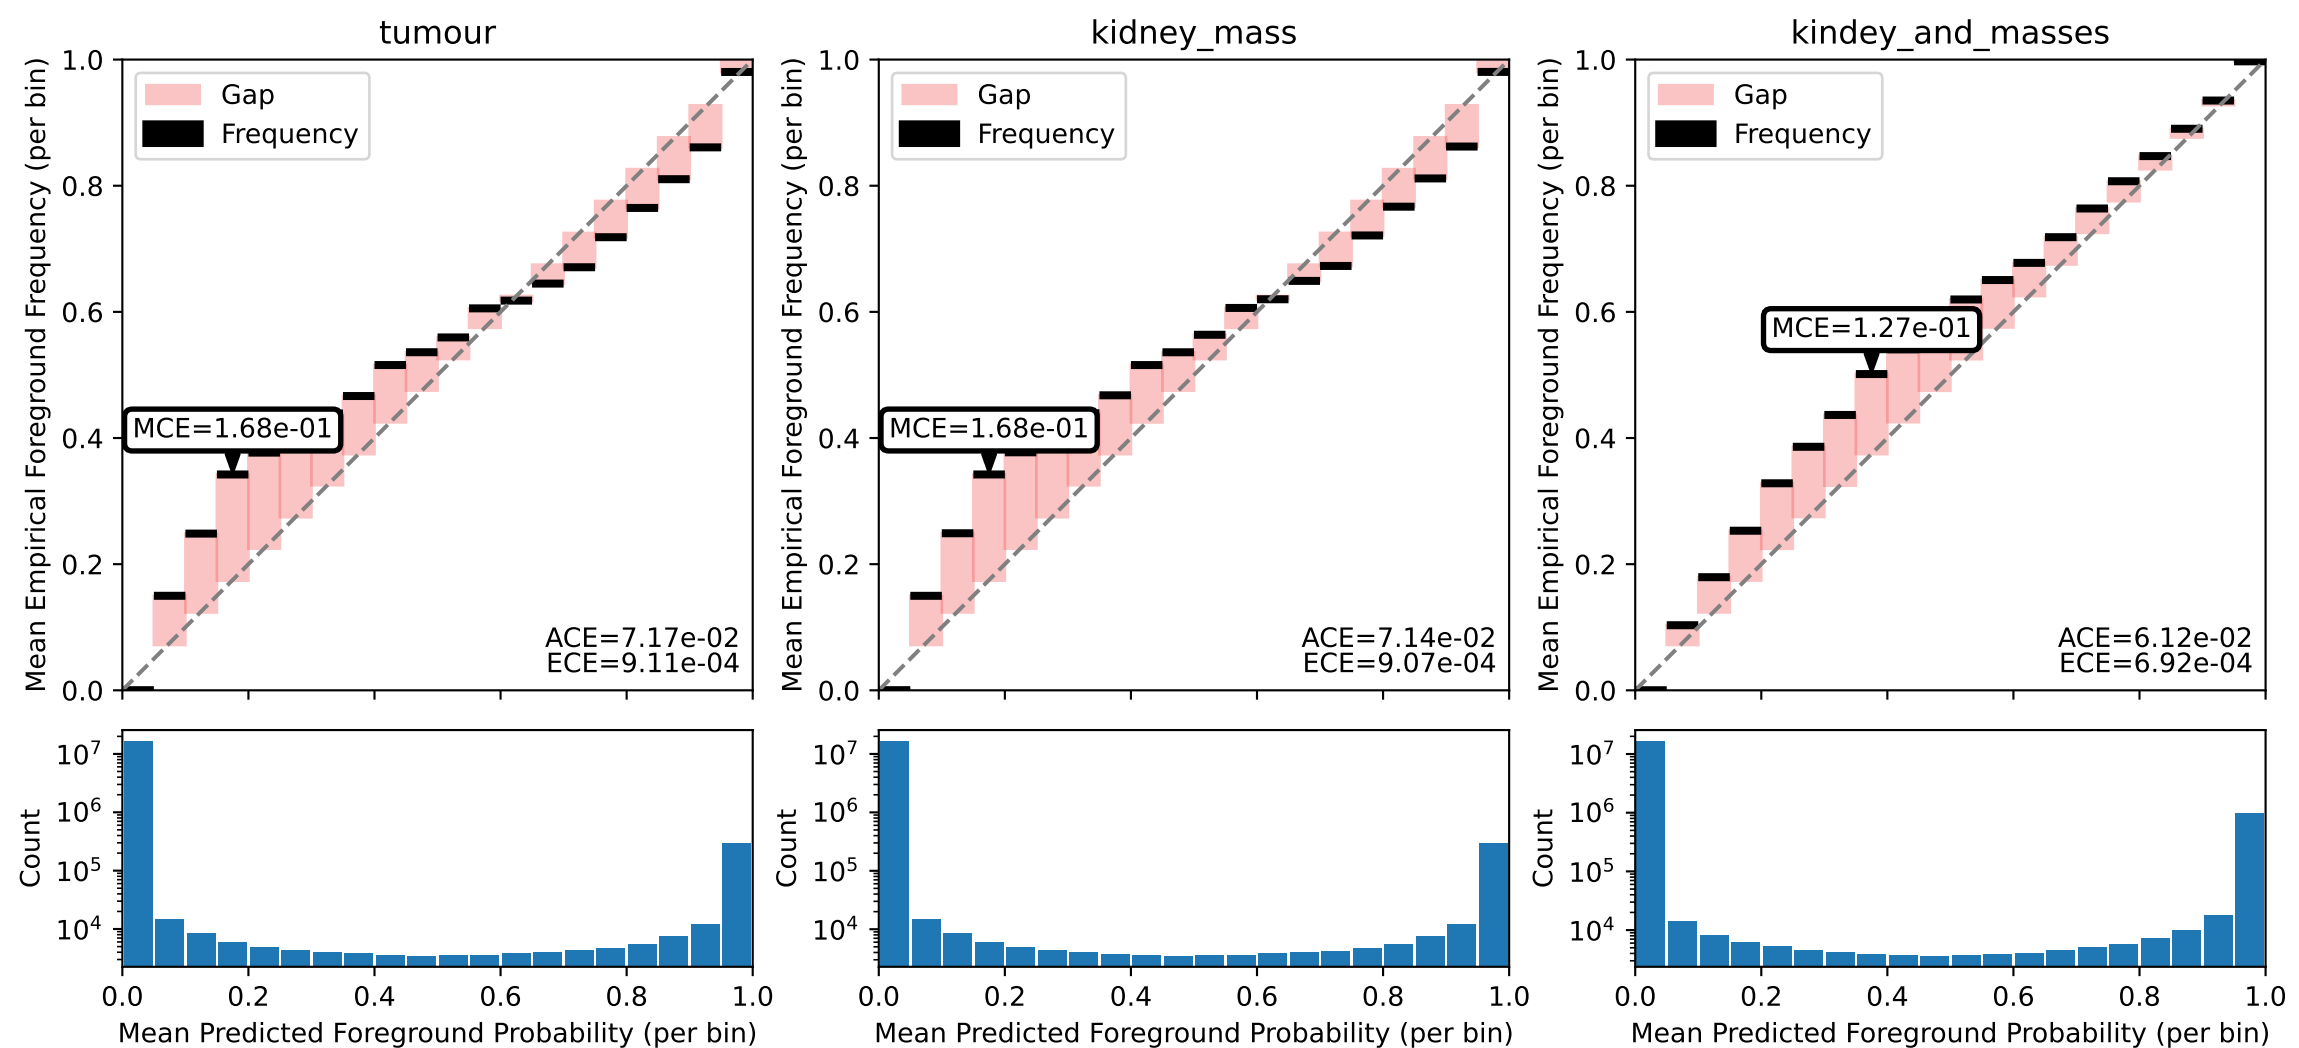 tumour
Mean Empirical Foreground Frequency (per bin)
1.0
0.8
0.6
0.4
0.2
0.0
Gap
Frequency
MCE=1.68e-01
ACE=7.17e-02
ECE=9.11e-04
Count
10^7
10^6
10^5
10^4
0.0 0.2 0.4 0.6 0.8 1.0
Mean Predicted Foreground Probability (per bin)
kidney_mass
Mean Empirical Foreground Frequency (per bin)
1.0
0.8
0.6
0.4
0.2
0.0
Gap
Frequency
MCE=1.68e-01
ACE=7.14e-02
ECE=9.07e-04
Count
10^7
10^6
10^5
10^4
0.0 0.2 0.4 0.6 0.8 1.0
Mean Predicted Foreground Probability (per bin)
kindey_and_masses
Mean Empirical Foreground Frequency (per bin)
1.0
0.8
0.6
0.4
0.2
0.0
Gap
Frequency
MCE=1.27e-01
ACE=6.12e-02
ECE=6.92e-04
Count
10^7
10^6
10^5
10^4
0.0 0.2 0.4 0.6 0.8 1.0
Mean Predicted Foreground Probability (per bin)